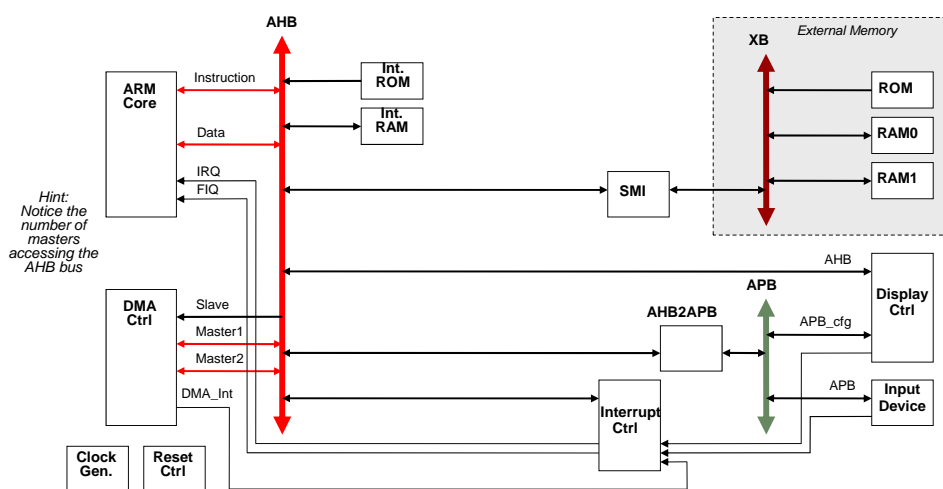 AHB
External Memory
XB
Int.
ROM
Instruction
ARM
Core
ROM
Int.
RAM
Data
RAM0
IRQ
FIQ
RAM1
SMI
Hint:
Notice the
number of
masters
accessing the
AHB bus
AHB
APB
Display
Ctrl
DMA
Ctrl
Slave
AHB2APB
APB_cfg
Master1
Master2
DMA_Int
APB
Input
Device
Interrupt
Ctrl
Clock
Gen.
Reset
Ctrl